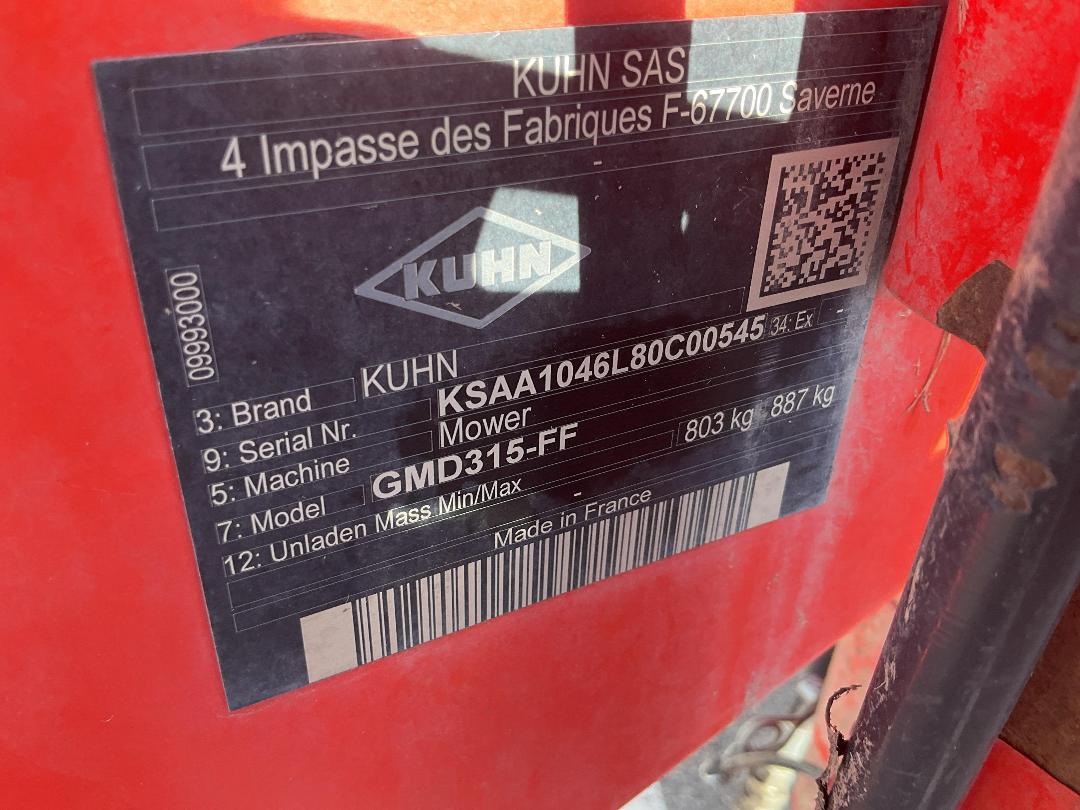 KUHN SAS
4 Impasse des Fabriques F-67700 Saverne
-
KUHN
09993000
3: Brand KUHN
9: Serial Nr. KSAA1046L80C00545 34: Ex -
5: Machine Mower
7: Model GMD315-FF
12: Unladen Mass Min/Max 803 kg 887 kg
-
Made in France